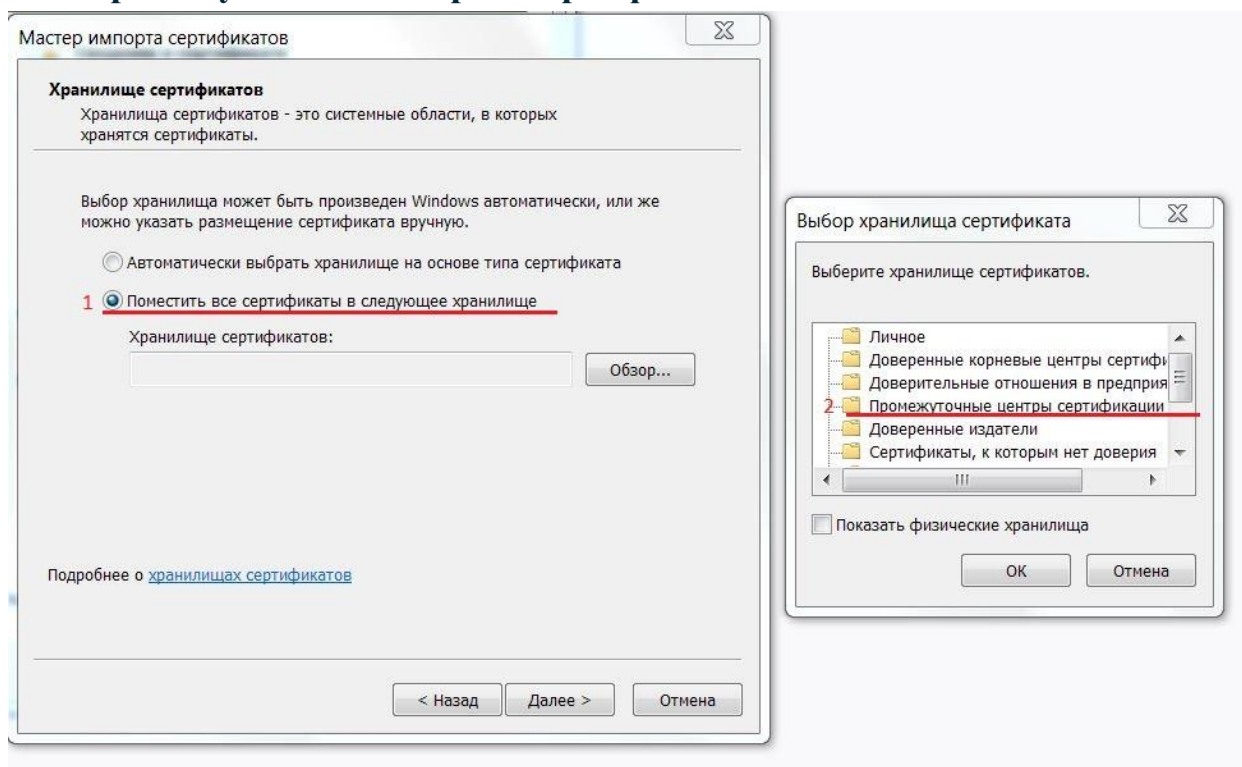 Мастер импорта сертификатов
Хранилище сертификатов
Хранилища сертификатов - это системные области, в которых
хранятся сертификаты.
Выбор хранилища может быть произведен Windows автоматически, или же
можно указать размещение сертификата вручную.
Автоматически выбрать хранилище на основе типа сертификата
1 Поместить все сертификаты в следующее хранилище
Хранилище сертификатов:
Обзор...
Подробнее о хранилищах сертификатов
< Назад Далее > Отмена
Выбор хранилища сертификата
Выберите хранилище сертификатов.
Личное
Доверенные корневые центры сертифи
Доверительные отношения в предприя
2 Промежуточные центры сертификации
Доверенные издатели
Сертификаты, к которым нет доверия
Показать физические хранилища
ОК Отмена